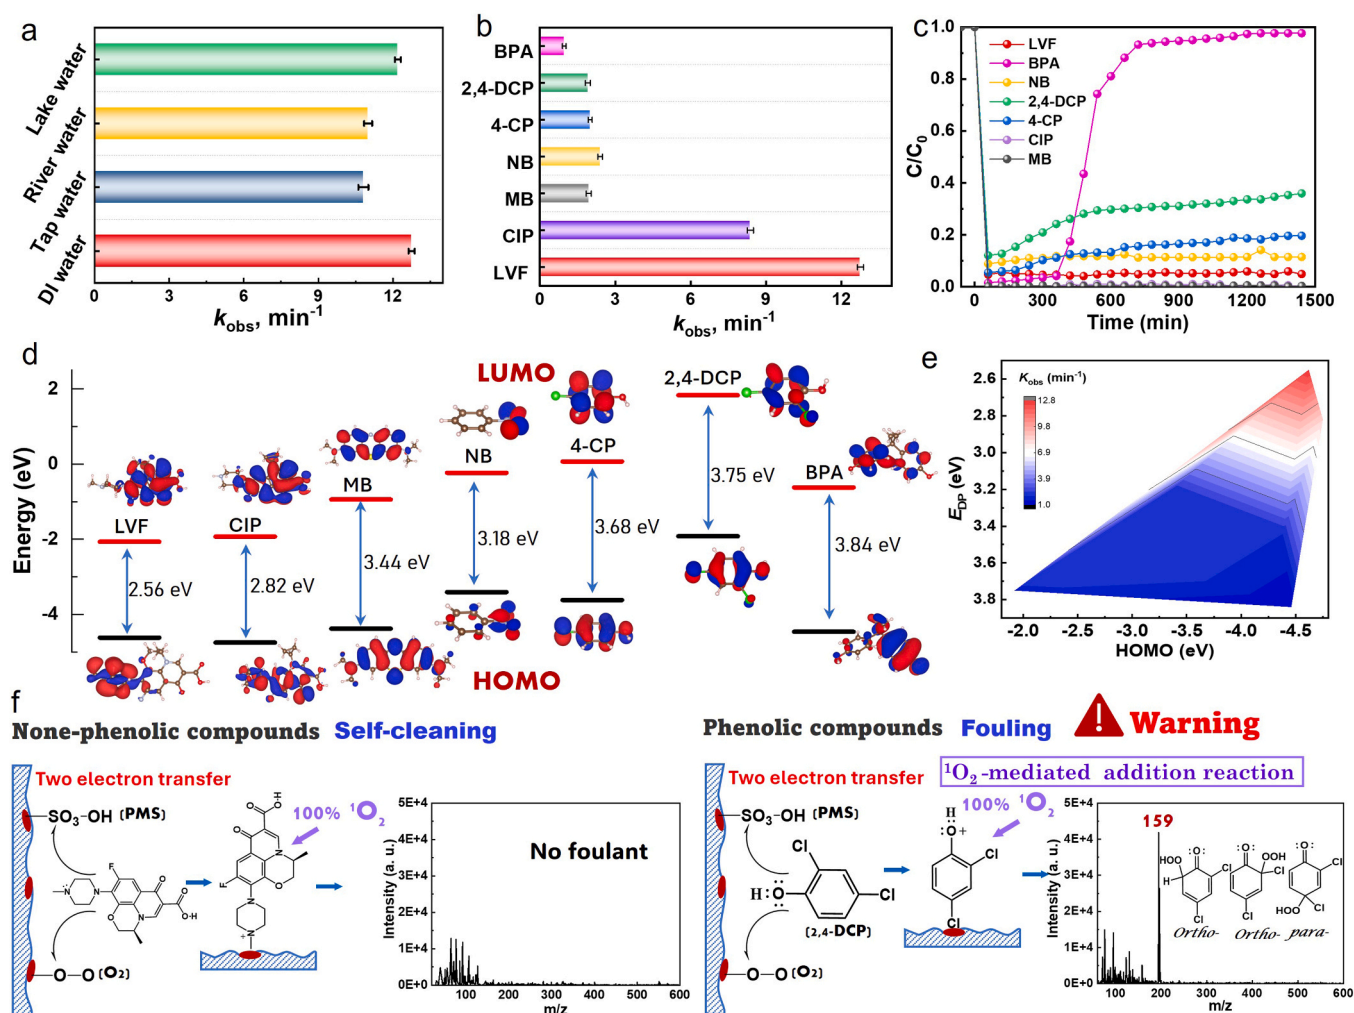 a
Lake water
River water
Tap water
DI water
0 3 6 9 12
kobs, min-1
b
BPA
2,4-DCP
4-CP
NB
MB
CIP
LVF
0 3 6 9 12
kobs, min-1
C
C/C0
1.0
0.8
0.6
0.4
0.2
0.0
LVF
BPA
NB
2,4-DCP
4-CP
CIP
MB
0 300 600 900 1200 1500
Time (min)
d
Energy (eV)
2
0
-2
-4
LUMO
HOMO
LVF
2.56 eV
CIP
2.82 eV
MB
3.44 eV
NB
3.18 eV
4-CP
3.68 eV
2,4-DCP
3.75 eV
BPA
3.84 eV
e
EDP (eV)
2.6
2.8
3.0
3.2
3.4
3.6
3.8
Kobs (min-1)
12.8
9.8
6.9
4.0
1.0
-2.0 -2.5 -3.0 -3.5 -4.0 -4.5
HOMO (eV)
f
None-phenolic compounds Self-cleaning
Two electron transfer
SO3-OH (PMS)
O-O (O2)
100% 1O2
No foulant
Intensity (a. u.)
5E+4
4E+4
3E+4
2E+4
1E+4
0E+0
100 200 300 400 500 600
m/z
Phenolic compounds Fouling ! Warning
1O2-mediated addition reaction
Two electron transfer
SO3-OH (PMS)
(2,4-DCP)
O-O (O2)
100% 1O2
159
Ortho- Ortho- para-
Intensity (a. u.)
5E+4
4E+4
3E+4
2E+4
1E+4
0E+0
100 200 300 400 500 600
m/z